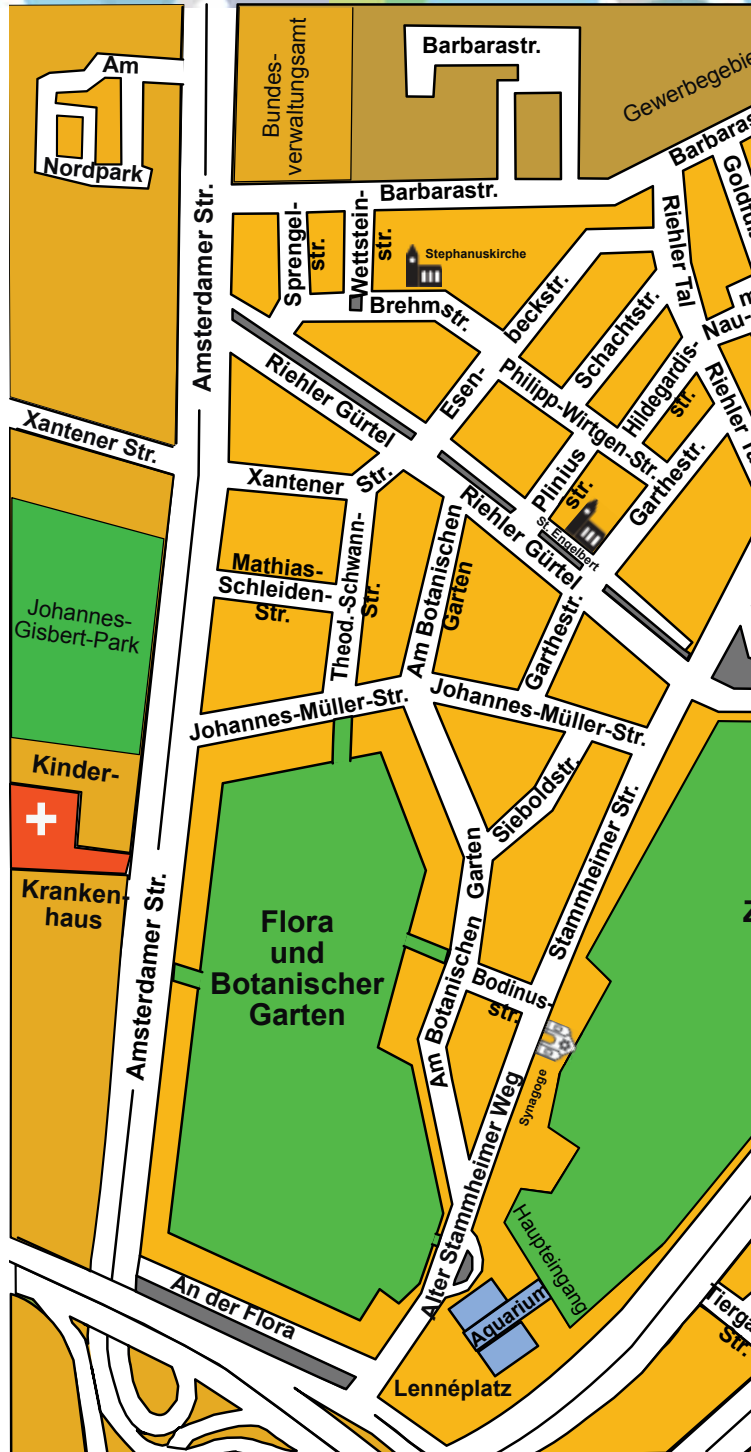 Am
Nordpark
Bundes-
verwaltungsamt
Barbarastr.
Gewerbegebie
Barbaras
Goldfuß
Barbarastr.
Amsterdamer Str.
Sprengel-
str.
Wettstein-
str.
Stephanuskirche
Riehler Tal
Brehmstr.
Esen-
beckstr.
Schachtstr.
Nau-
m
Hildegardis-
str.
Riehler Ta
Philipp-Wirtgen-Str.
Riehler Gürtel
Xantener Str.
Xantener Str.
Plinius
str.
Garthestr.
St. Engelbert
Riehler Gürtel
Mathias-
Schleiden-
Str.
Theod.-Schwann-
Str.
Am Botanischen
Garten
Garthestr.
Johannes-
Gisbert-Park
Johannes-Müller-Str.
Johannes-Müller-Str.
Kinder-
Kranken-
haus
Sieboldstr.
Stammheimer Str.
Z
Flora
und
Botanischer
Garten
Amsterdamer Str.
Am Botanischen Garten
Bodinus-
str.
Synagoge
Alter Stammheimer Weg
Haupteingang
An der Flora
Aquarium
Tierga
Str.
Lennéplatz